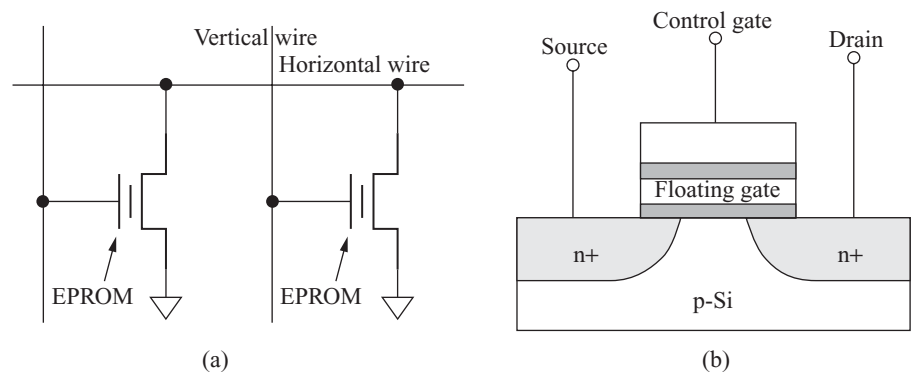 Vertical wire
Horizontal wire
EPROM
EPROM
(a)
Control gate
Source
Drain
Floating gate
n+
n+
p-Si
(b)